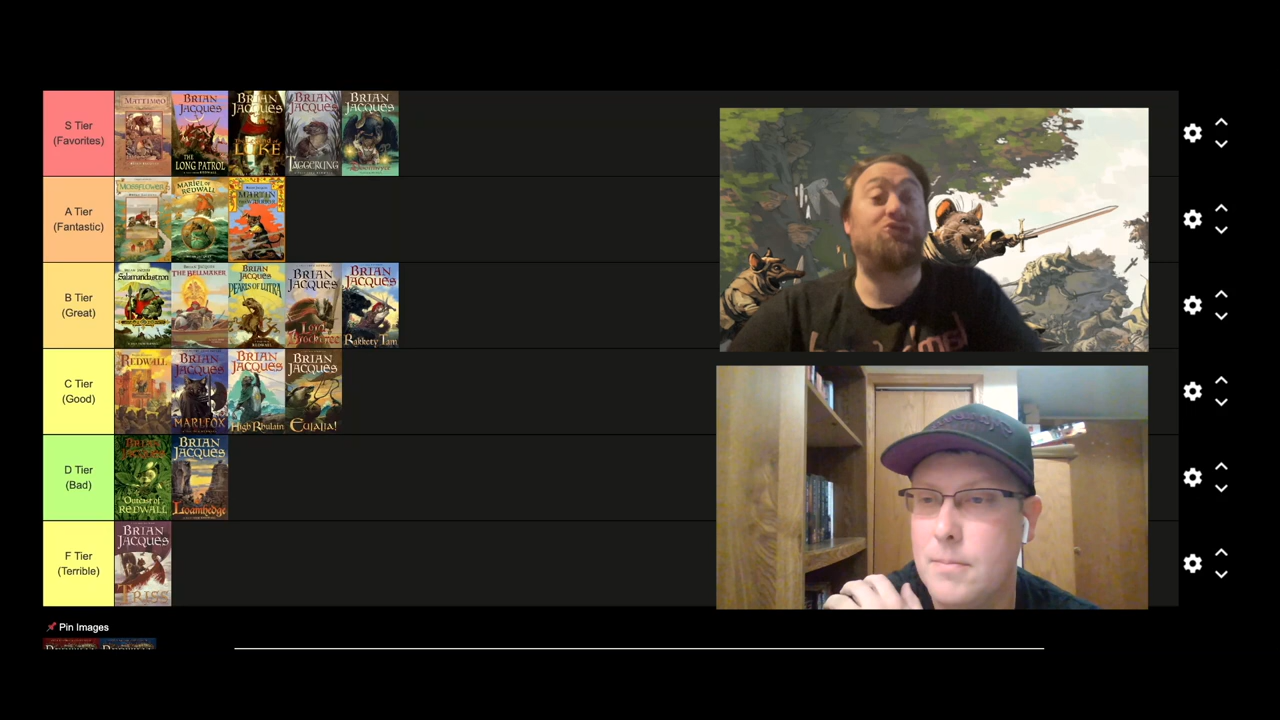 S Tier
(Favorites)
MATTIMEO
BRIAN
JACQUES
THE
LONG PATROL
BRIAN
JACQUES
LUKE
BRIAN
JACQUES
TAGGERUNG
BRIAN
JACQUES
A Tier
(Fantastic)
MOSSFLOWER
MARIEL OF
REDWALL
MARTIN
B Tier
(Great)
Salamandastron
THE BELLMAKER
BRIAN
JACQUES
PEARLS OF LUTRA
BRIAN
JACQUES
Lord
Brocktree
BRIAN
JACQUES
Rakkety Tam
C Tier
(Good)
REDWALL
BRIAN
JACQUES
MARLFOX
BRIAN
JACQUES
High Rhulain
BRIAN
JACQUES
EULALIA!
D Tier
(Bad)
BRIAN
JACQUES
Outcast of
REDWALL
BRIAN
JACQUES
Loamhedge
F Tier
(Terrible)
BRIAN
JACQUES
TRISS
Pin Images